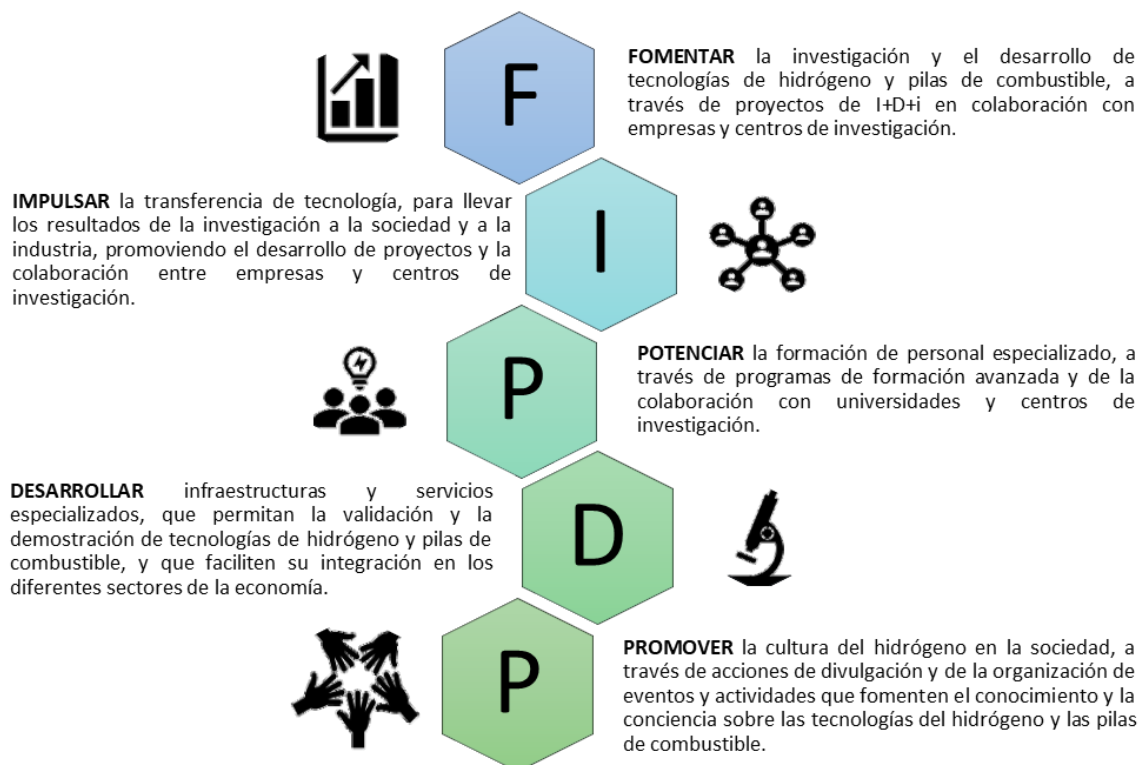 F
FOMENTAR la investigación y el desarrollo de
tecnologías de hidrógeno y pilas de combustible, a
través de proyectos de I+D+i en colaboración con
empresas y centros de investigación.
IMPULSAR la transferencia de tecnología, para llevar
los resultados de la investigación a la sociedad y a la
industria, promoviendo el desarrollo de proyectos y la
colaboración entre empresas y centros de
investigación.
I
P
POTENCIAR la formación de personal especializado, a
través de programas de formación avanzada y de la
colaboración con universidades y centros de
investigación.
DESARROLLAR infraestructuras y servicios
especializados, que permitan la validación y la
demostración de tecnologías de hidrógeno y pilas de
combustible, y que faciliten su integración en los
diferentes sectores de la economía.
D
P
PROMOVER la cultura del hidrógeno en la sociedad, a
través de acciones de divulgación y de la organización de
eventos y actividades que fomenten el conocimiento y la
conciencia sobre las tecnologías del hidrógeno y las pilas
de combustible.